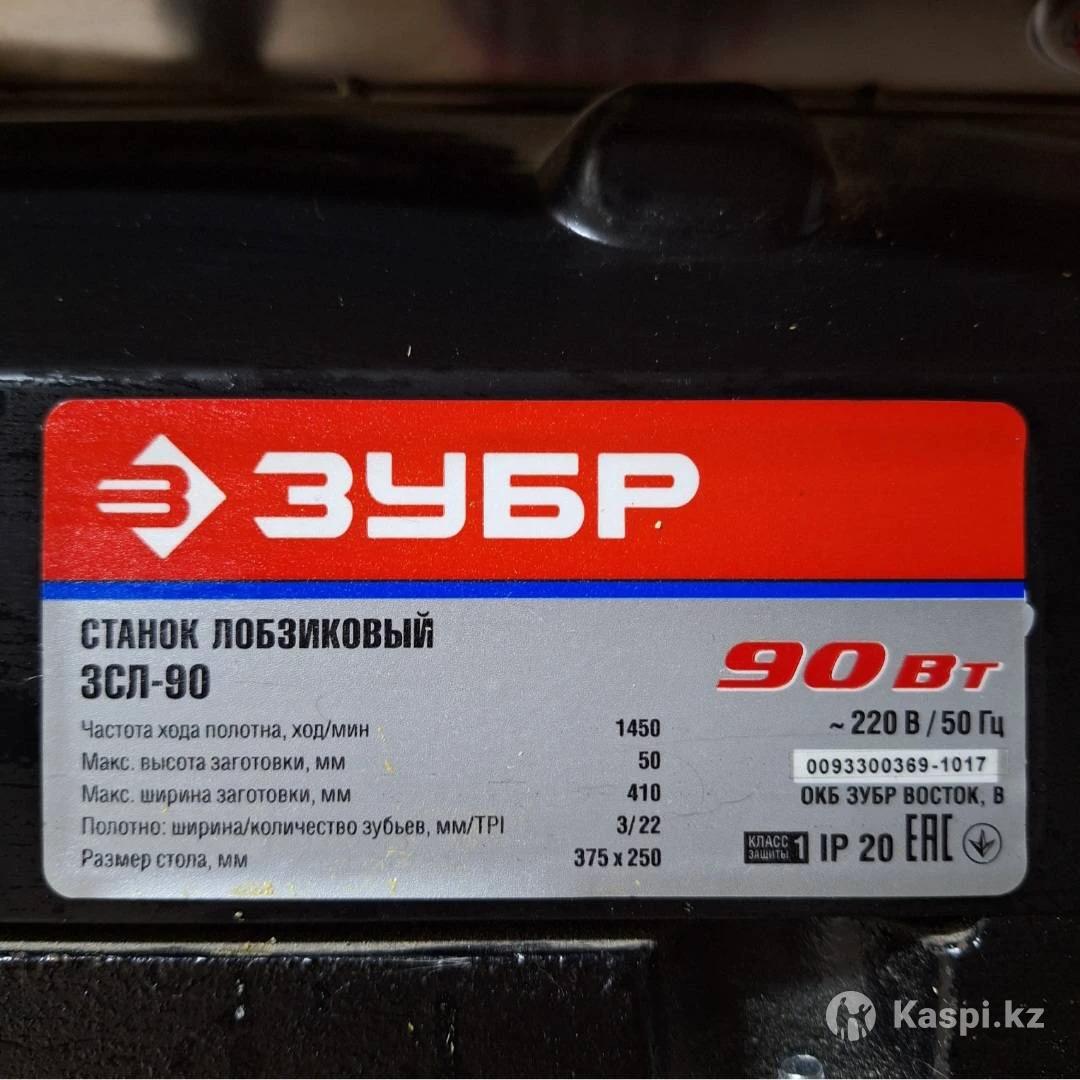 ЗУБР
СТАНОК ЛОБЗИКОВЫЙ
ЗСЛ-90
90 Вт
Частота хода полотна, ход/мин 1450
~ 220 В / 50 Гц
Макс. высота заготовки, мм 50
0093300369-1017
Макс. ширина заготовки, мм 410
ОКБ ЗУБР ВОСТОК, В
Полотно: ширина/количество зубьев, мм/TPI 3/22
Размер стола, мм 375 x 250
КЛАСС ЗАЩИТЫ 1 IP 20 EAC
Kaspi.kz